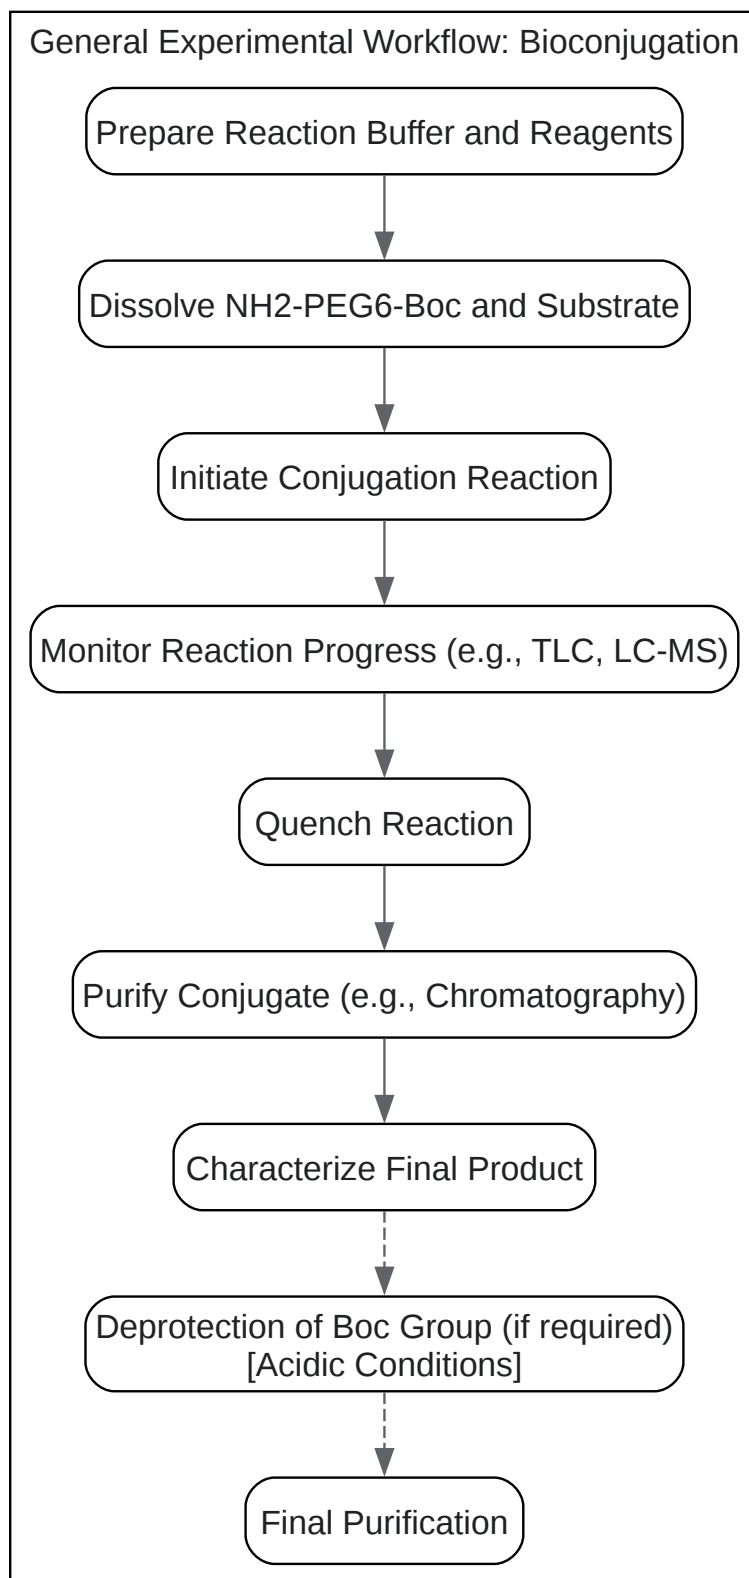 General Experimental Workflow: Bioconjugation
Prepare Reaction Buffer and Reagents
Dissolve NH2-PEG6-Boc and Substrate
Initiate Conjugation Reaction
Monitor Reaction Progress (e.g., TLC, LC-MS)
Quench Reaction
Purify Conjugate (e.g., Chromatography)
Characterize Final Product
Deprotection of Boc Group (if required)
[Acidic Conditions]
Final Purification